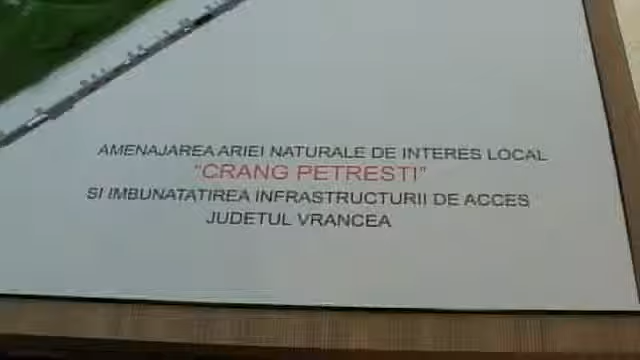 AMENAJAREA ARIEI NATURALE DE INTERES LOCAL
"CRANG PETRESTI"
SI IMBUNATATIREA INFRASTRUCTURII DE ACCES
JUDETUL VRANCEA